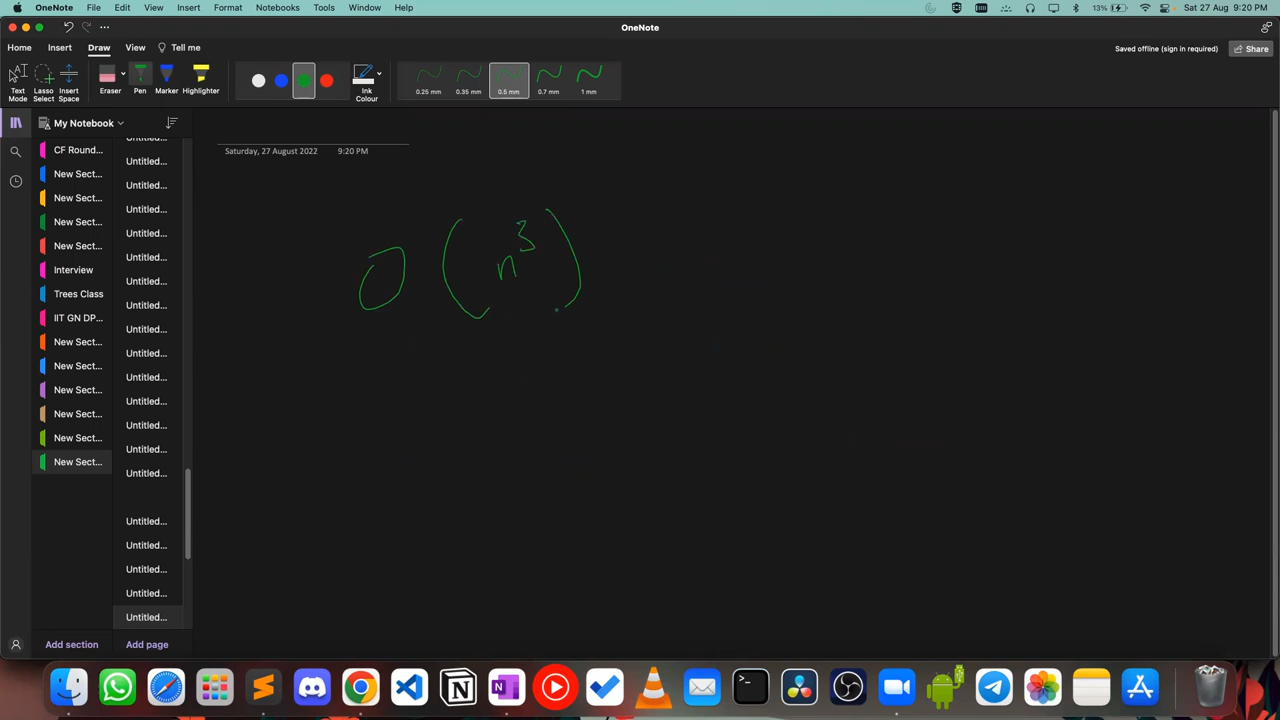 OneNote File Edit View Insert Format Notebooks Tools Window Help 13% Sat 27 Aug 9:20 PM
OneNote
Home Insert Draw View Tell me Saved offline (sign in required) Share
Text Mode Lasso Select Insert Space Eraser Pen Marker Highlighter Ink Colour 0.25 mm 0.35 mm 0.5 mm 0.7 mm 1 mm
My Notebook
Untitled...
CF Round...
Untitled...
New Sect...
Untitled...
New Sect...
Untitled...
New Sect...
Untitled...
New Sect...
Untitled...
Interview
Untitled...
Trees Class
Untitled...
IIT GN DP...
Untitled...
New Sect...
Untitled...
New Sect...
Untitled...
New Sect...
Untitled...
New Sect...
Untitled...
New Sect...
Untitled...
New Sect...
Untitled...
Untitled...
Untitled...
Untitled...
Untitled...
Untitled...
Add section Add page
Saturday, 27 August 2022 9:20 PM
O(n³)